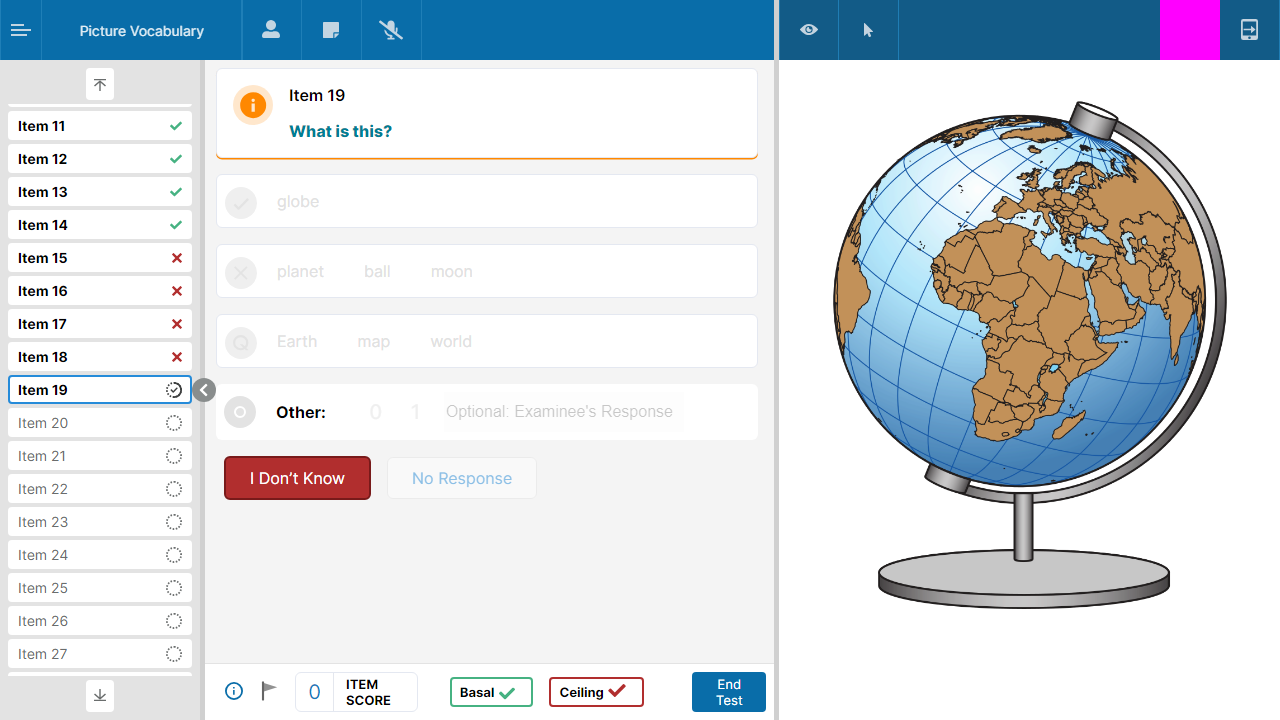 Picture Vocabulary
Item 11
Item 12
Item 13
Item 14
Item 15
Item 16
Item 17
Item 18
Item 19
Item 20
Item 21
Item 22
Item 23
Item 24
Item 25
Item 26
Item 27
Item 19
What is this?
globe
planet ball moon
Earth map world
Other: 0 1 Optional: Examinee's Response
I Don't Know No Response
0 ITEM SCORE
Basal
Ceiling
End Test